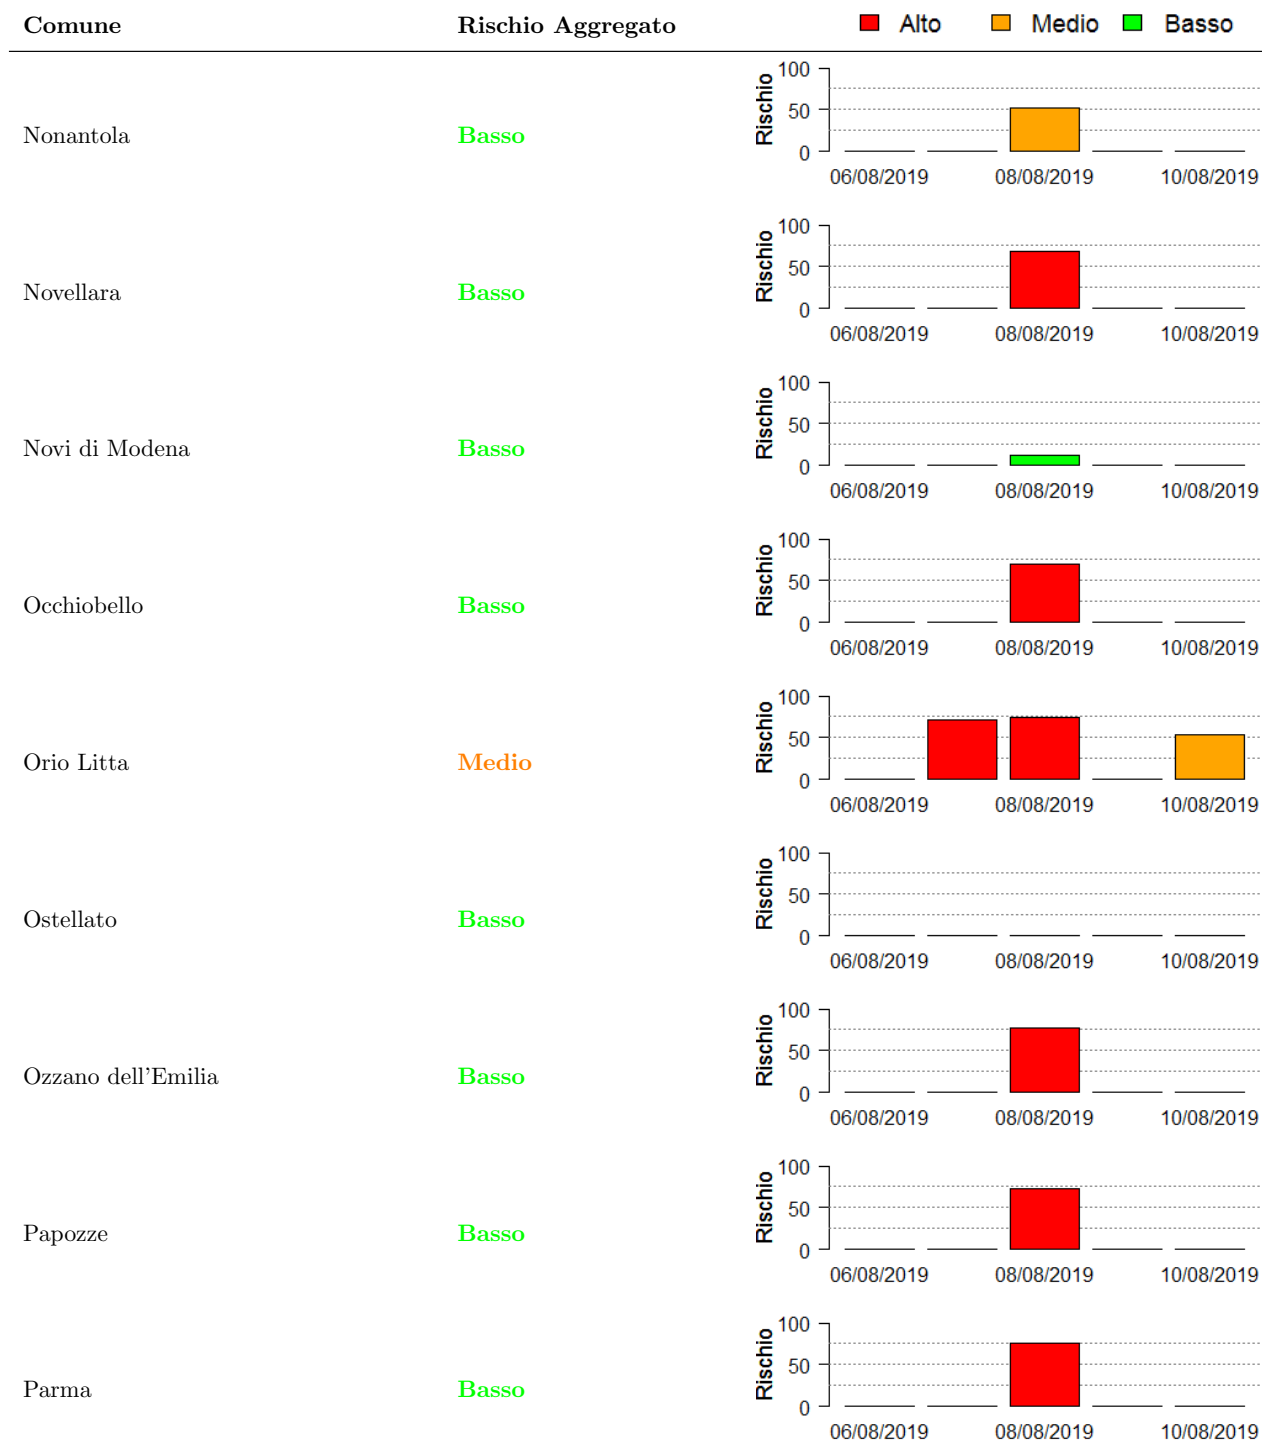 Comune Rischio Aggregato Alto Medio Basso
Nonantola Basso
Rischio
100
50
0
06/08/2019 08/08/2019 10/08/2019
Novellara Basso
Rischio
100
50
0
06/08/2019 08/08/2019 10/08/2019
Novi di Modena Basso
Rischio
100
50
0
06/08/2019 08/08/2019 10/08/2019
Occhiobello Basso
Rischio
100
50
0
06/08/2019 08/08/2019 10/08/2019
Orio Litta Medio
Rischio
100
50
0
06/08/2019 08/08/2019 10/08/2019
Ostellato Basso
Rischio
100
50
0
06/08/2019 08/08/2019 10/08/2019
Ozzano dell'Emilia Basso
Rischio
100
50
0
06/08/2019 08/08/2019 10/08/2019
Papozze Basso
Rischio
100
50
0
06/08/2019 08/08/2019 10/08/2019
Parma Basso
Rischio
100
50
0
06/08/2019 08/08/2019 10/08/2019